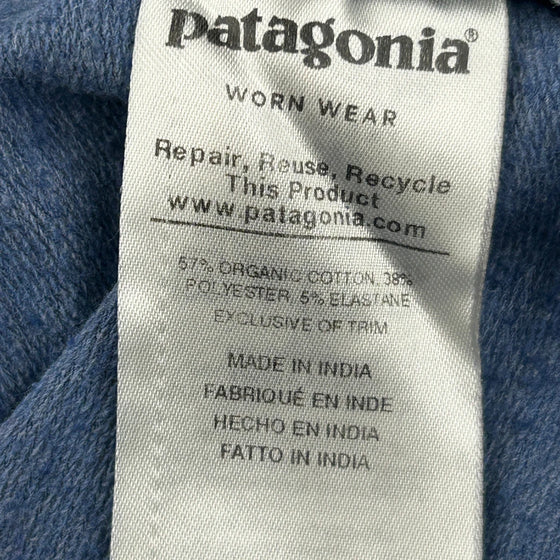 patagonia®
WORN WEAR
Repair, Reuse, Recycle
This Product
www.patagonia.com
57% ORGANIC COTTON, 38%
POLYESTER, 5% ELASTANE
EXCLUSIVE OF TRIM
MADE IN INDIA
FABRIQUÉ EN INDE
HECHO EN INDIA
FATTO IN INDIA